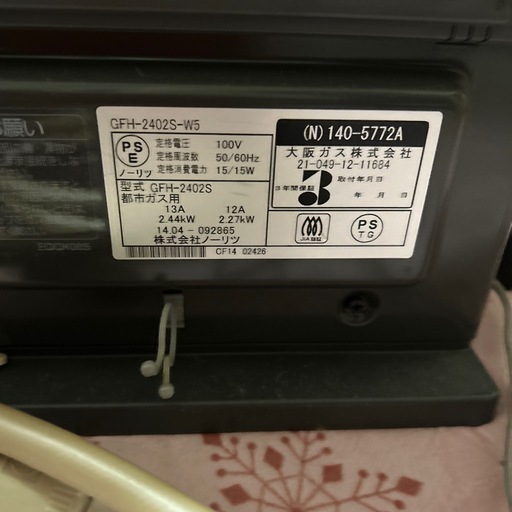 願い
GFH-2402S-W5
PS
E
ノーリツ
定格電圧 100V
定格周波数 50/60Hz
定格消費電力 15/15W
型式 GFH-2402S
都市ガス用
13A 12A
2.44kW 2.27kW
14.04-092865
株式会社ノーリツ
GF14 02426
(N) 140-5772A
大阪ガス株式会社
21-049-12-11684
3年間保証
取付年月日
年 月 日
JIA認証
PS
TG